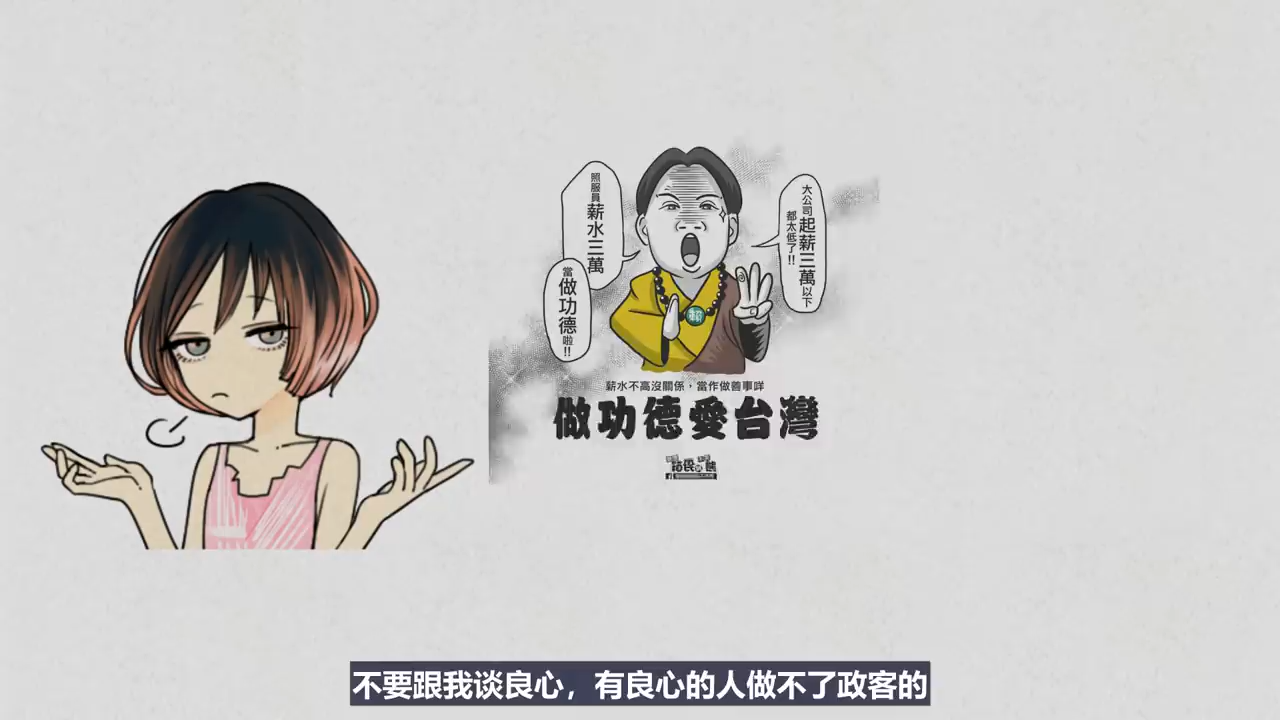 照服員
薪水三萬
當
做功德
啦!!
大公司
起薪三萬
以下
都太低了!!
賴
薪水不高沒關係，當作做善事咩
做功德愛台灣
不要跟我谈良心，有良心的人做不了政客的